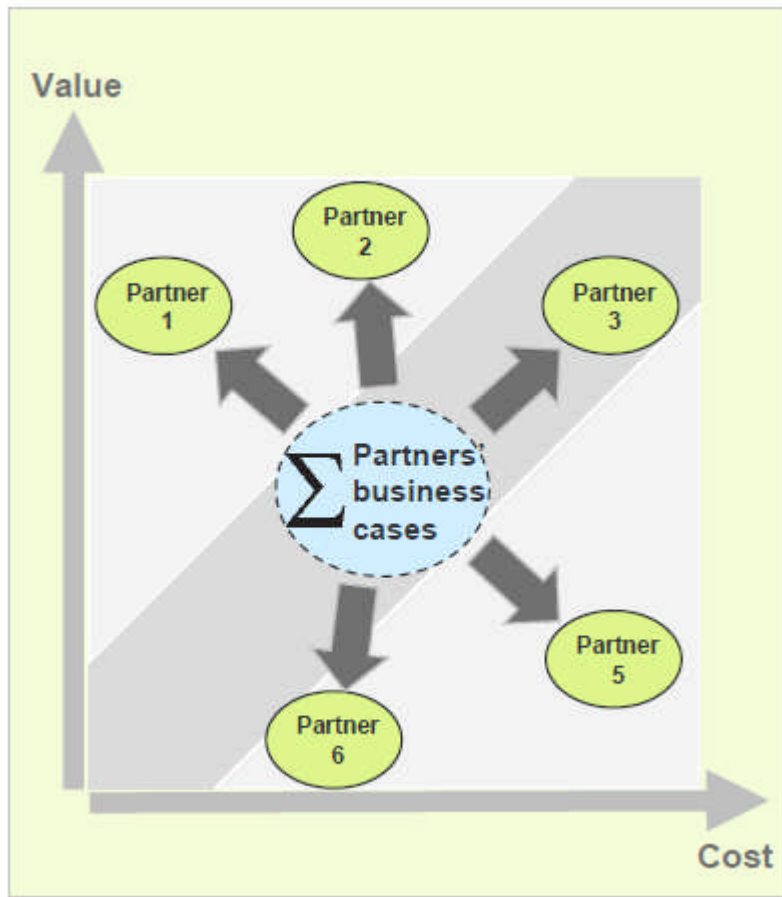 Value
Partner
2
Partner
1
Partner
3
∑ Partners'
business
cases
Partner
5
Partner
6
Cost